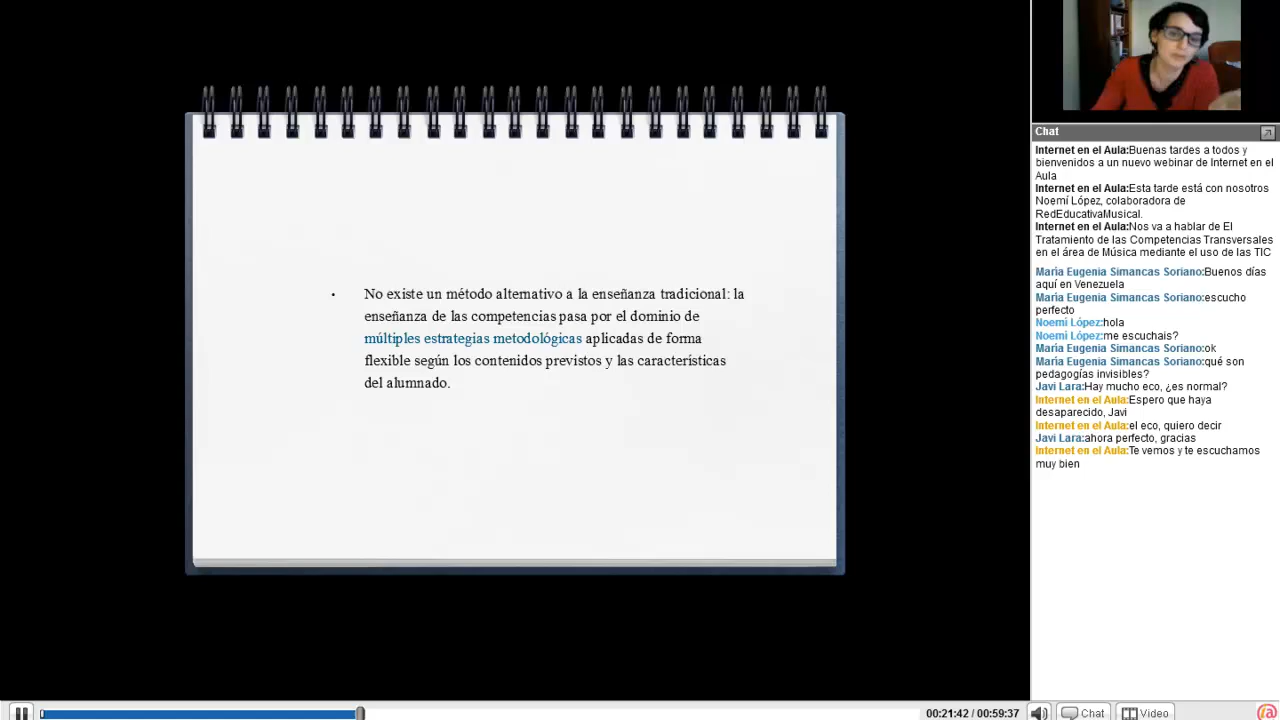 No existe un método alternativo a la enseñanza tradicional: la
enseñanza de las competencias pasa por el dominio de
múltiples estrategias metodológicas aplicadas de forma
flexible según los contenidos previstos y las características
del alumnado.
Chat
Internet en el Aula:Buenas tardes a todos y
bienvenidos a un nuevo webinar de Internet en el
Aula
Internet en el Aula:Esta tarde está con nosotros
Noemí López, colaboradora de
RedEducativaMusical.
Internet en el Aula:Nos va a hablar de El
Tratamiento de las Competencias Transversales
en el área de Música mediante el uso de las TIC
María Eugenia Simancas Soriano:Buenos días
aquí en Venezuela
María Eugenia Simancas Soriano:escucho
perfecto
Noemí López:hola
Noemí López:me escuchais?
María Eugenia Simancas Soriano:ok
María Eugenia Simancas Soriano:qué son
pedagogías invisibles?
Javi Lara:Hay mucho eco, ¿es normal?
Internet en el Aula:Espero que haya
desaparecido, Javi
Internet en el Aula:el eco, quiero decir
Javi Lara:ahora perfecto, gracias
Internet en el Aula:Te vemos y te escuchamos
muy bien
00:21:42 / 00:59:37
Chat
Video